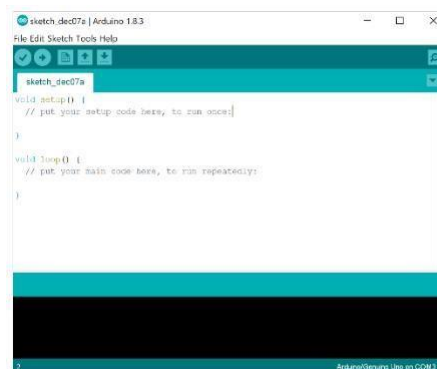 sketch_dec07a | Arduino 1.8.3
File Edit Sketch Tools Help
sketch_dec07a
void setup() {
// put your setup code here, to run once:
}
void loop() {
// put your main code here, to run repeatedly:
}
2 Arduino/Genuino Uno on COM3